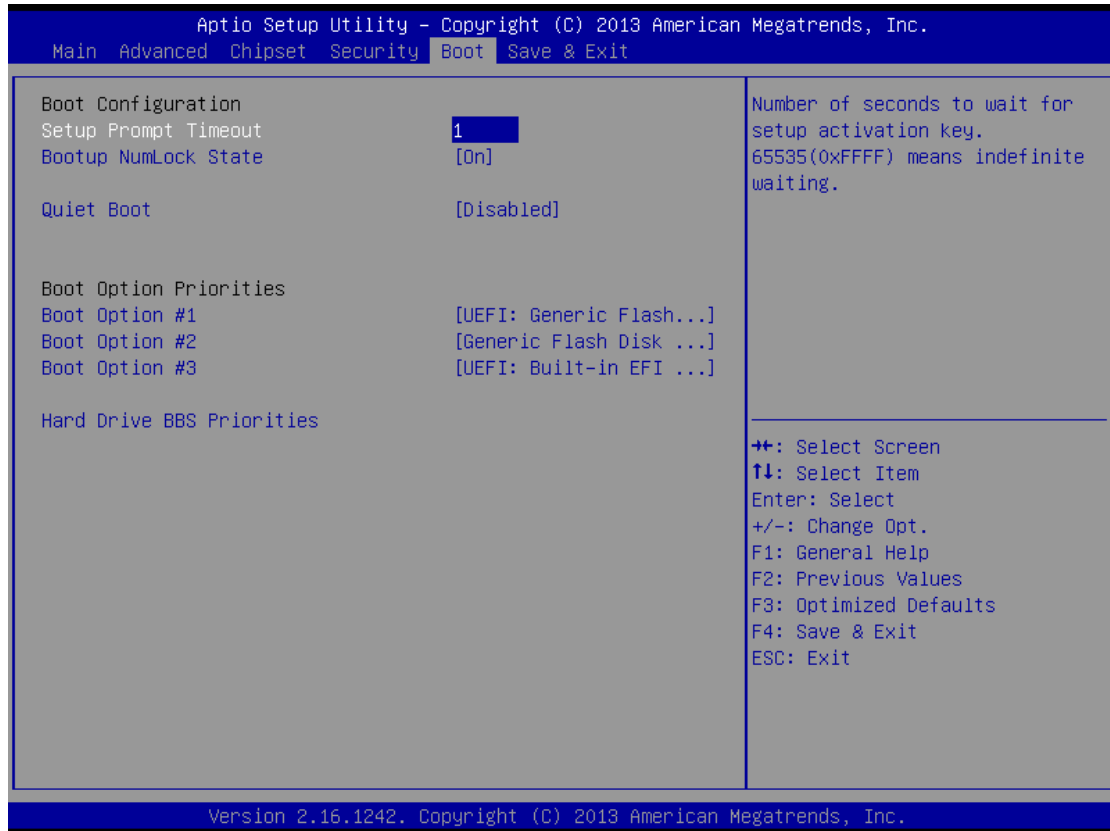 Aptio Setup Utility – Copyright (C) 2013 American Megatrends, Inc.
Main Advanced Chipset Security Boot Save & Exit
Boot Configuration
Setup Prompt Timeout 1
Bootup NumLock State [On]
Quiet Boot [Disabled]
Boot Option Priorities
Boot Option #1 [UEFI: Generic Flash...]
Boot Option #2 [Generic Flash Disk ...]
Boot Option #3 [UEFI: Built-in EFI ...]
Hard Drive BBS Priorities
Number of seconds to wait for
setup activation key.
65535(0xFFFF) means indefinite
waiting.
→←: Select Screen
↑↓: Select Item
Enter: Select
+/-: Change Opt.
F1: General Help
F2: Previous Values
F3: Optimized Defaults
F4: Save & Exit
ESC: Exit
Version 2.16.1242. Copyright (C) 2013 American Megatrends, Inc.